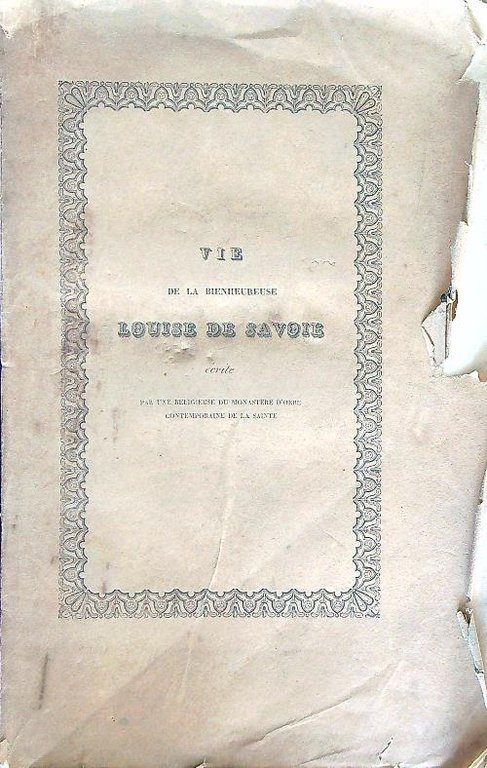 VIE
DE LA BIENHEUREUSE
LOUISE DE SAVOIE
écrite
PAR UNE RELIGIEUSE DU MONASTÈRE D'ORBE
CONTEMPORAINE DE LA SAINTE